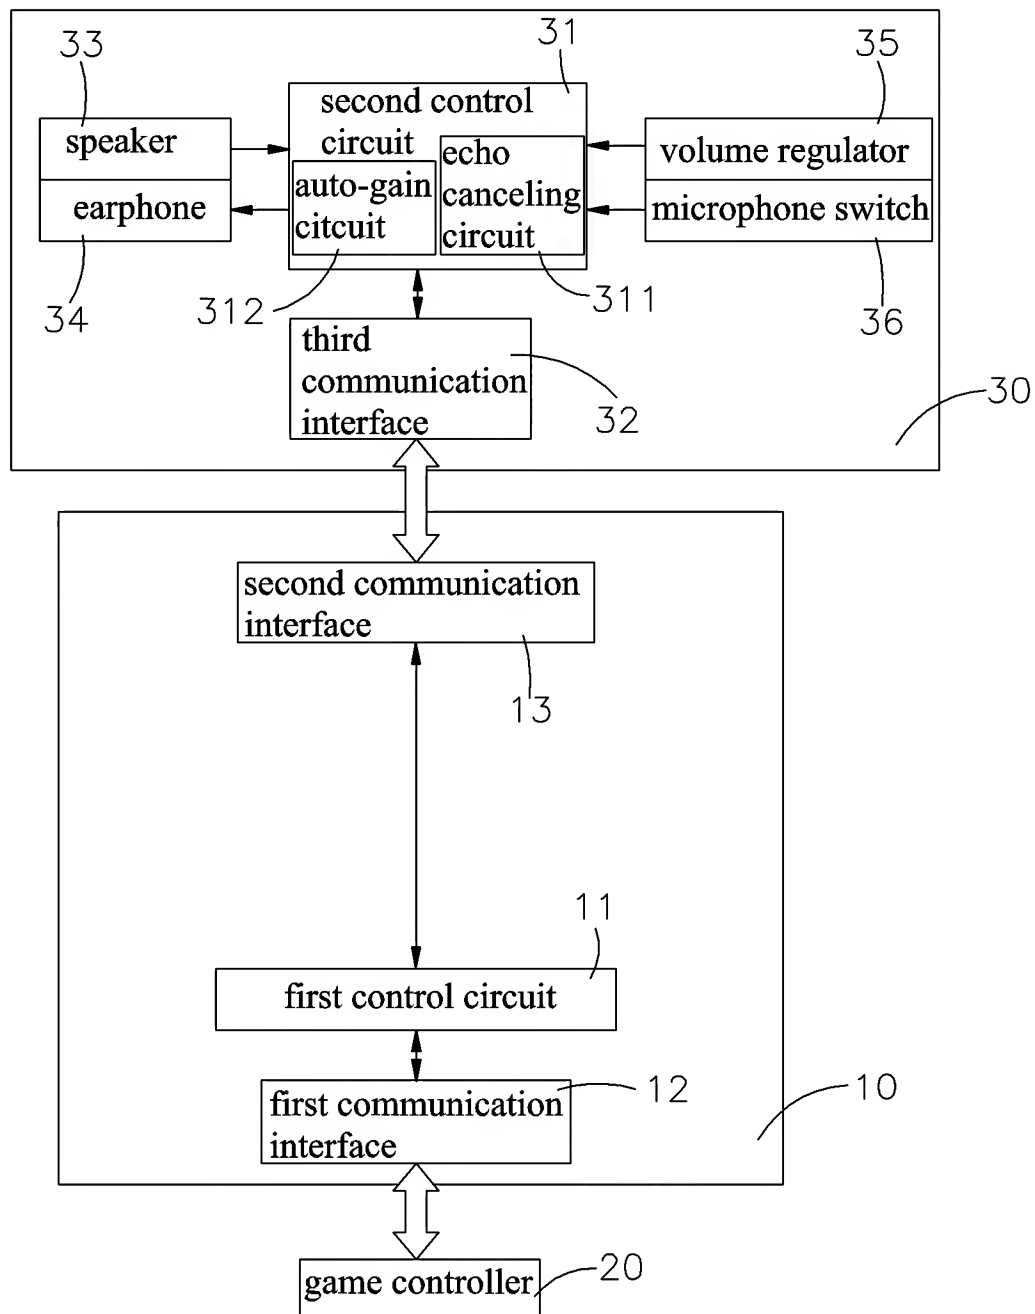 33
31
35
second control
circuit
speaker
earphone
auto-gain
citcuit
echo
canceling
circuit
volume regulator
microphone switch
34
312
311
36
third
communication
interface
32
30
second communication
interface
13
11
first control circuit
12
10
first communication
interface
game controller
20